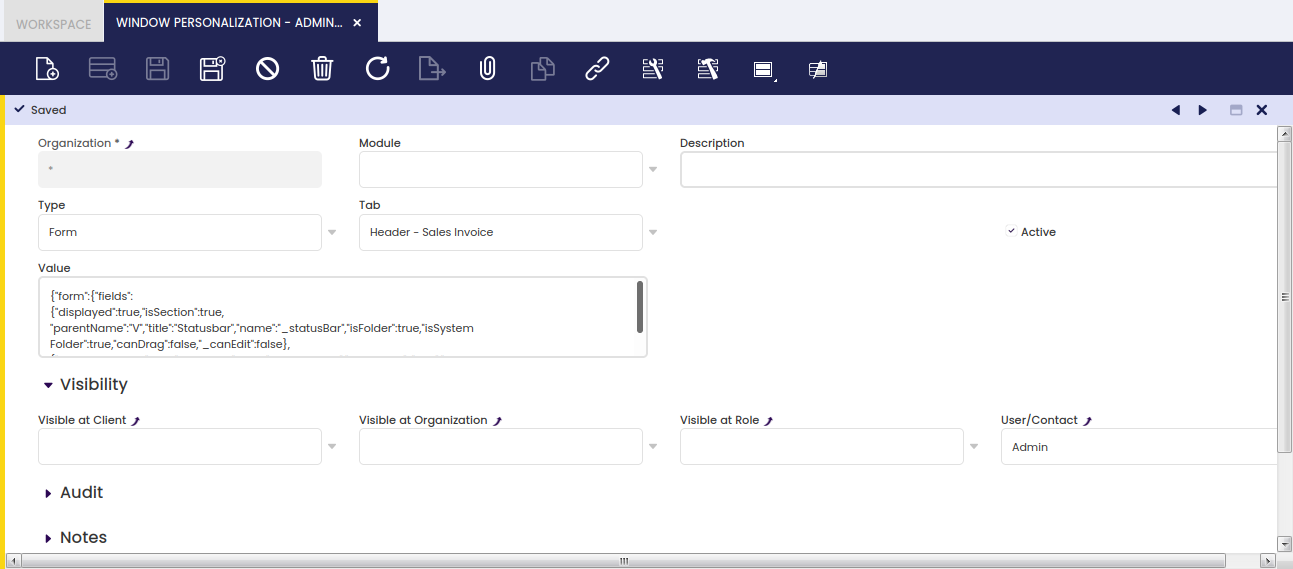 WORKSPACE
WINDOW PERSONALIZATION - ADMIN...
Saved
Organization *
Module
Description
*
Type
Tab
Form
Header - Sales Invoice
Active
Value
{"form":{"fields":
{"displayed":true,"isSection":true,
"parentName":"V","title":"Statusbar","name":"_statusBar","isFolder":true,"isSystem
Folder":true,"canDrag":false,"_canEdit":false},
Visibility
Visible at Client
Visible at Organization
Visible at Role
User/Contact
Admin
Audit
Notes